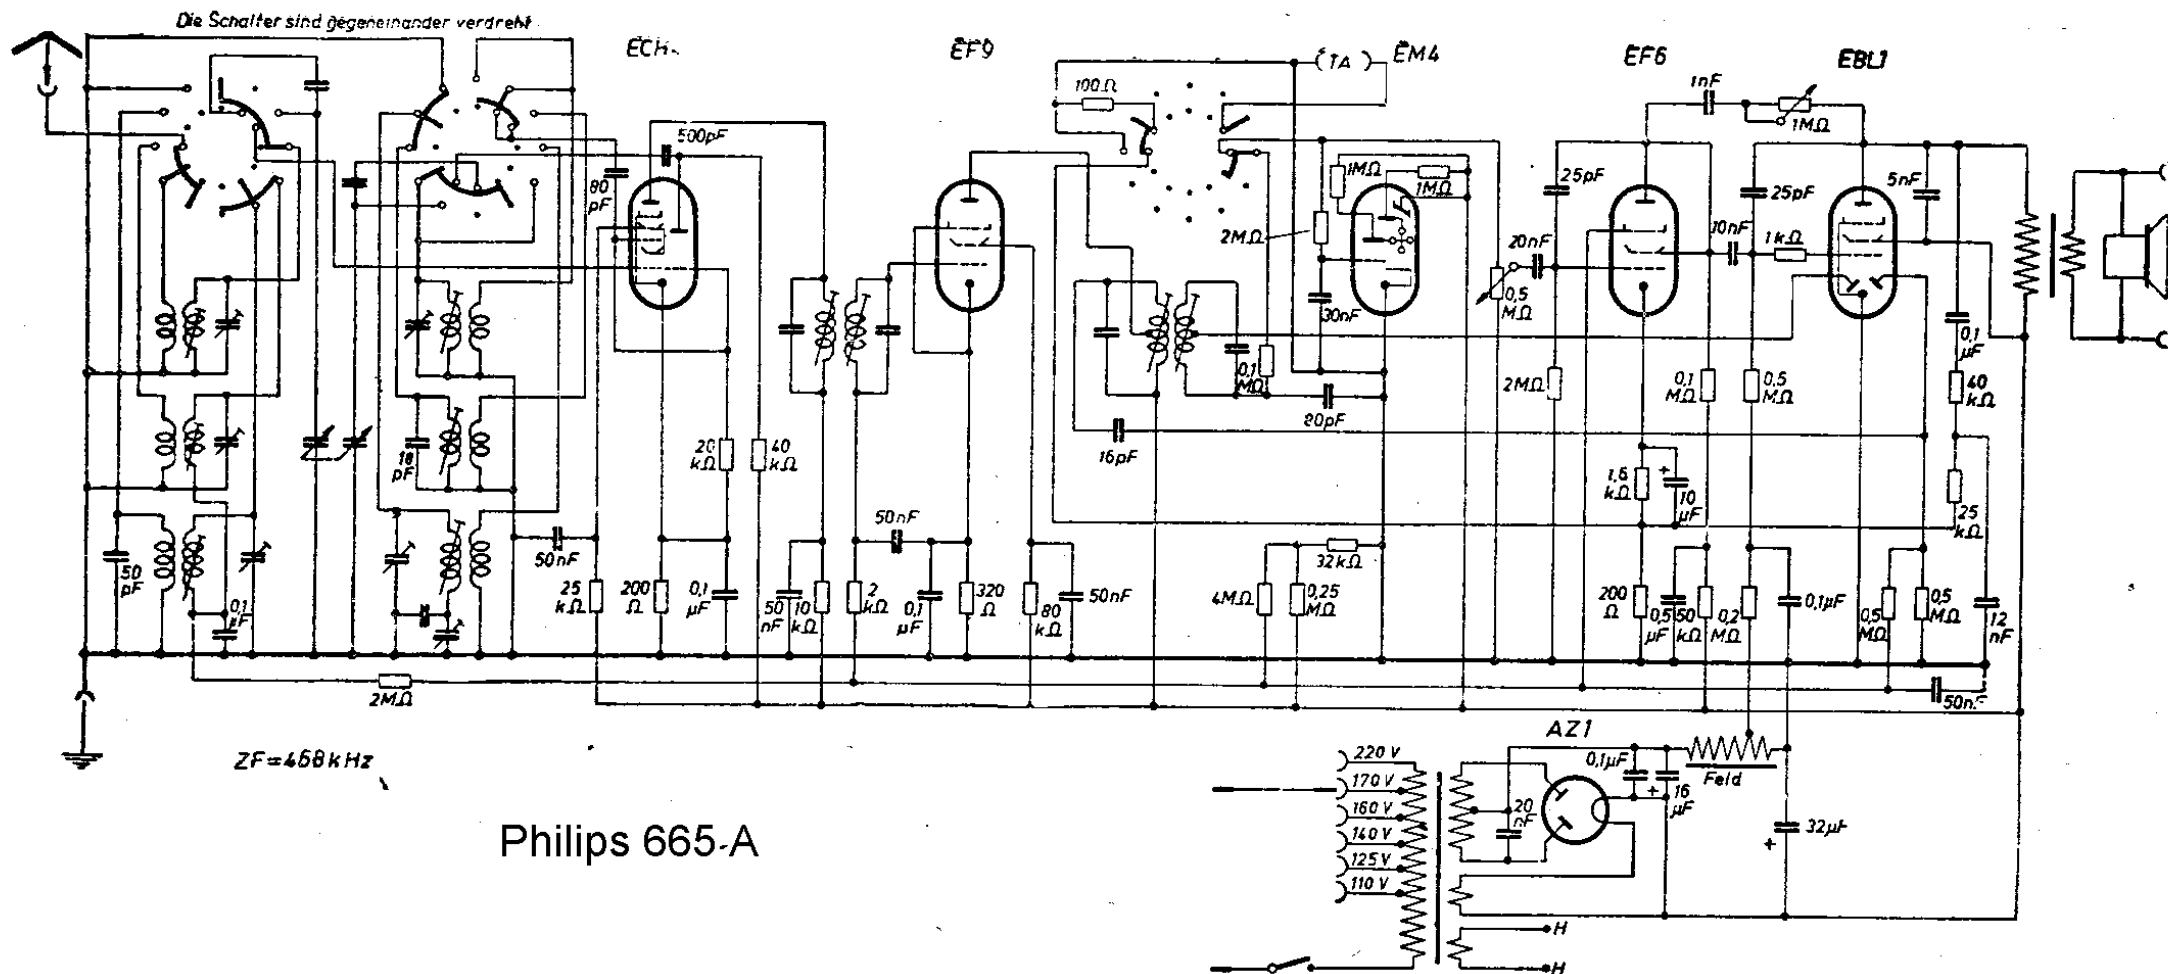 Die Schalter sind gegeneinander verdreht
ECH
EF9
(TA)
EM4
EF6
EBL1
100Ω
1nF
1MΩ
500pF
80
pF
1MΩ
1MΩ
25pF
25pF
5nF
2MΩ
20nF
10nF
1kΩ
0,5
MΩ
30nF
0,1
MΩ
0,1
µF
2MΩ
0,1
MΩ
0,5
MΩ
40
kΩ
80pF
18
pF
20
kΩ
40
kΩ
16pF
1,6
kΩ
+
10
µF
25
kΩ
50
pF
50nF
50nF
32kΩ
0,1
µF
25
kΩ
200
Ω
0,1
µF
50
nF
10
kΩ
2
kΩ
0,1
µF
320
Ω
80
kΩ
50nF
4MΩ
0,25
MΩ
200
Ω
0,5
µF
50
kΩ
0,2
MΩ
0,1µF
0,5
MΩ
0,5
MΩ
12
nF
2MΩ
50nF
ZF=468kHz
AZ1
220 V
170 V
160 V
140 V
125 V
110 V
20
nF
0,1µF
+
16
µF
Feld
32µF
+
H
H
Philips 665-A